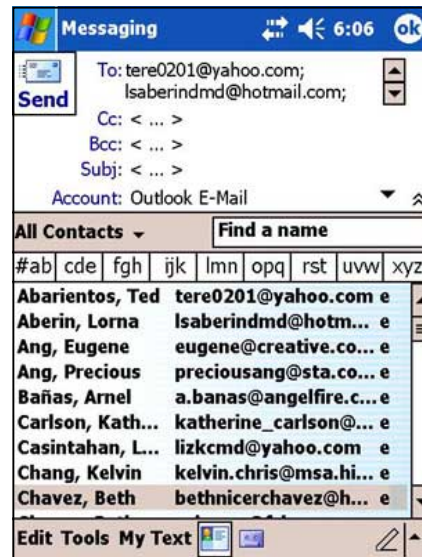 Messaging 6:06 ok
Send
To: tere0201@yahoo.com;
lsaberindmd@hotmail.com;
Cc: < ... >
Bcc: < ... >
Subj: < ... >
Account: Outlook E-Mail
All Contacts Find a name
#ab cde fgh ijk lmn opq rst uvw xyz
Abarientos, Ted tere0201@yahoo.com e
Aberin, Lorna lsaberindmd@hotm... e
Ang, Eugene eugene@creative.co... e
Ang, Precious preciousang@sta.co... e
Bañas, Arnel a.banas@angelfire.c... e
Carlson, Kath... katherine_carlson@... e
Casintahan, L... lizkcmd@yahoo.com e
Chang, Kelvin kelvin.chris@msa.hi... e
Chavez, Beth bethnicerchavez@h... e
Edit Tools My Text